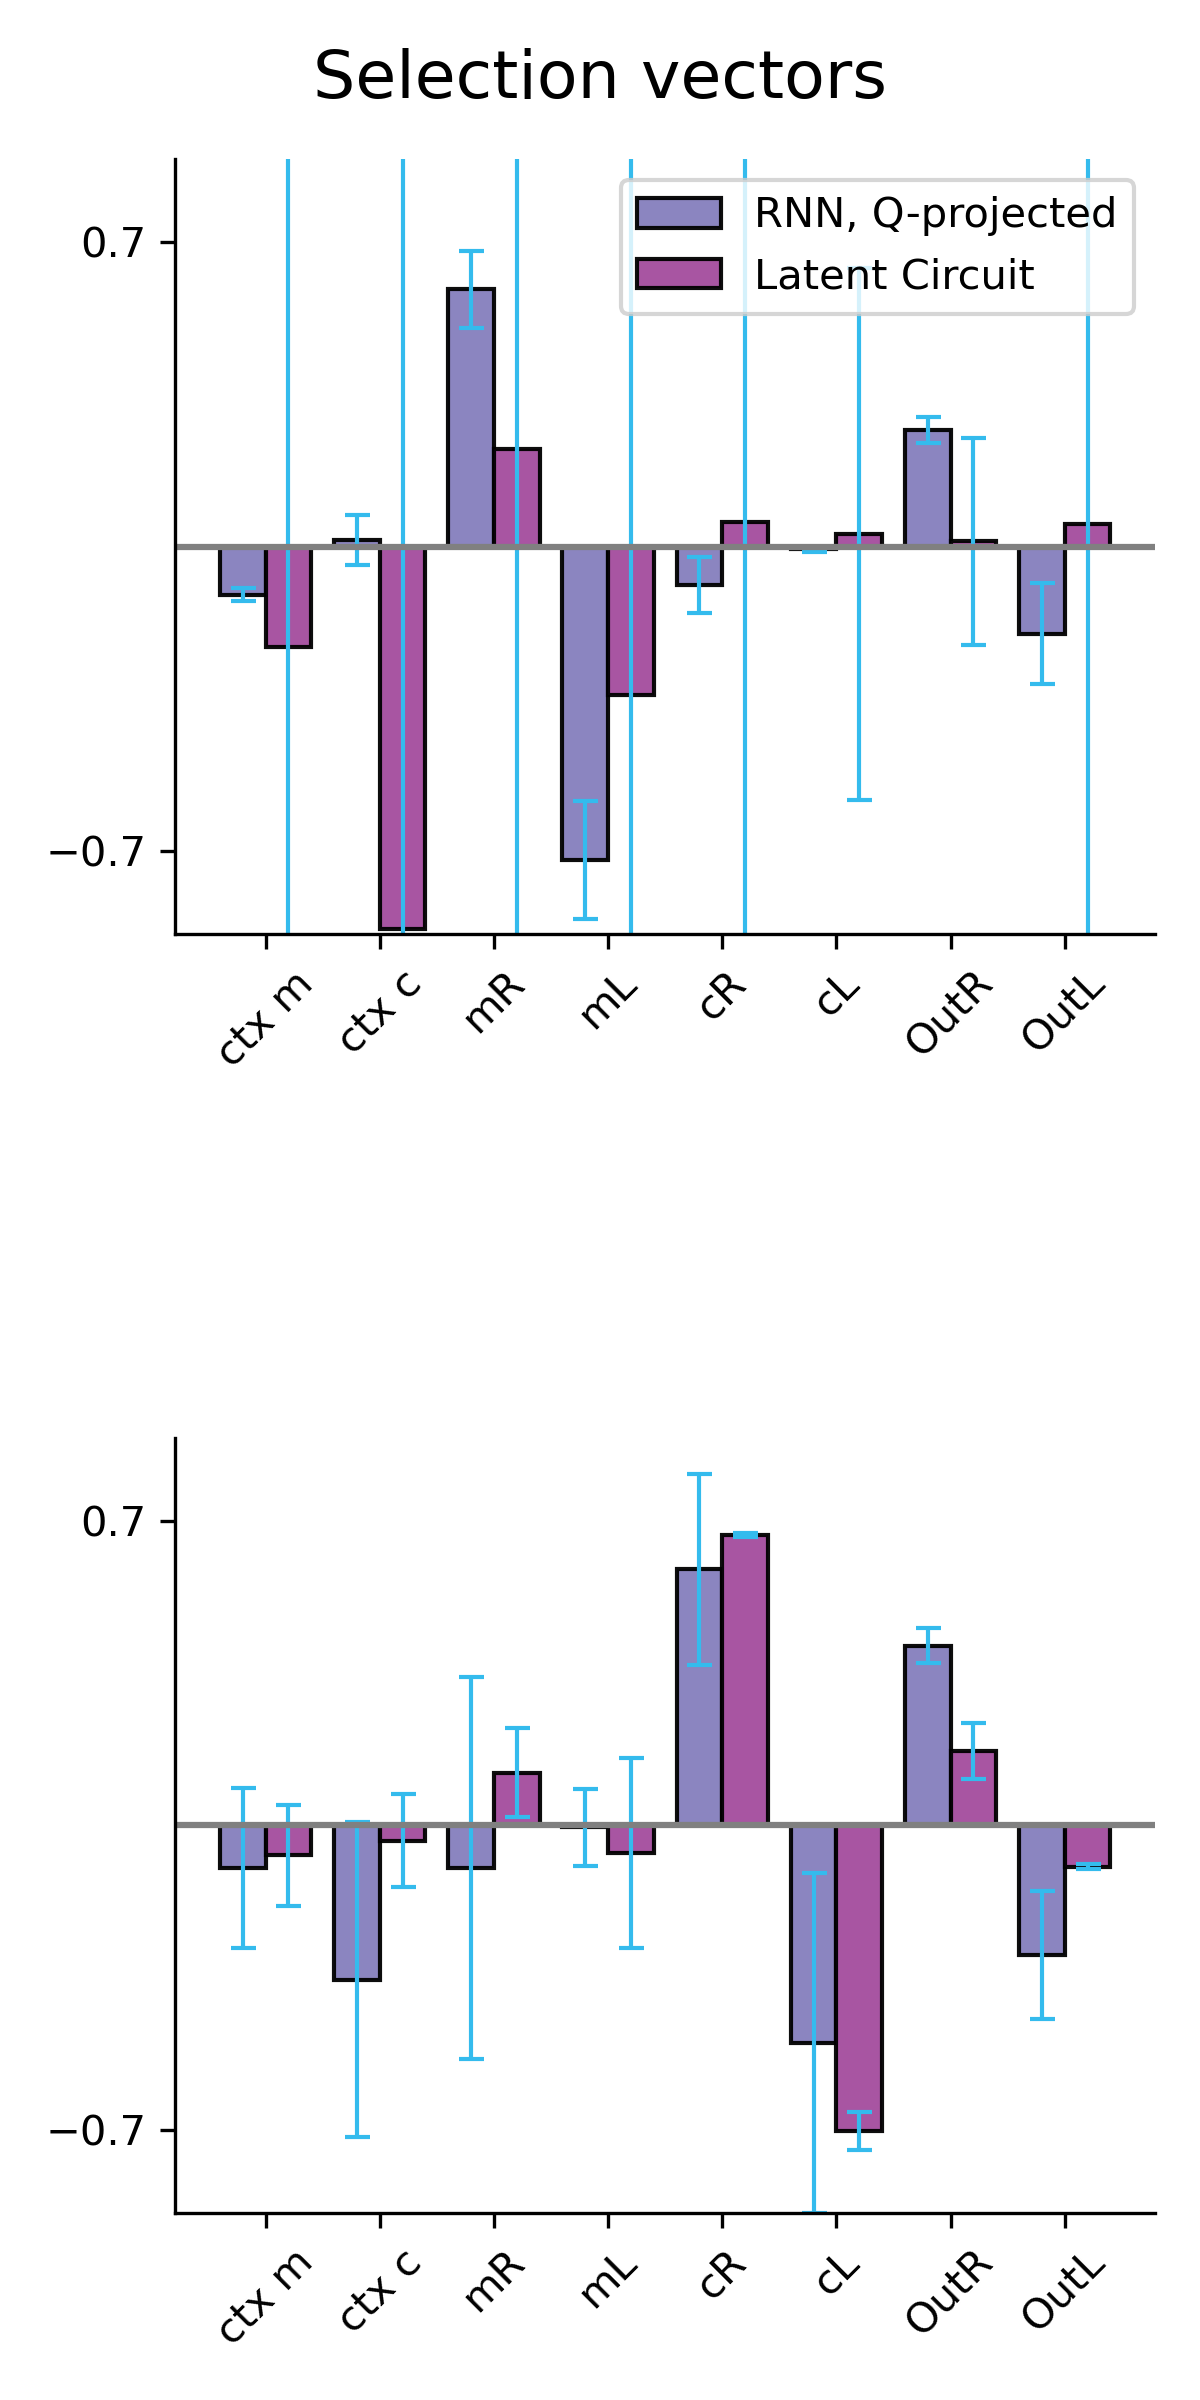 Selection vectors
0.7
RNN, Q-projected
Latent Circuit
−0.7
ctx m
ctx c
mR
mL
cR
cL
OutR
OutL
0.7
−0.7
ctx m
ctx c
mR
mL
cR
cL
OutR
OutL